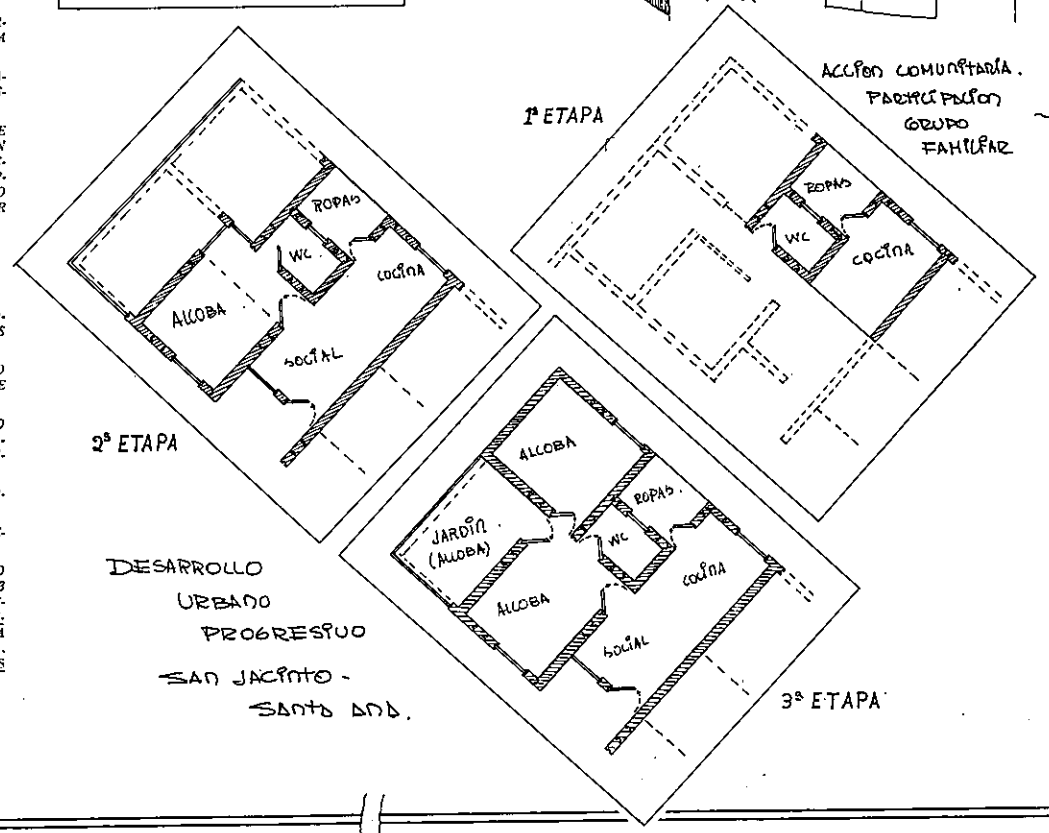 1ª ETAPA
ACCION COMUNITARIA.
PARTICIPACION
GRUPO
FAMILIAR
ROPAS
WC
COCINA
ROPAS
WC.
COCINA
ALCOBA
SOCIAL
2ª ETAPA
ALCOBA
ROPAS.
JARDIN
(ALCOBA)
WC
COCINA
ALCOBA
SOCIAL
3ª ETAPA
DESARROLLO
URBANO
PROGRESIVO
SAN JACINTO -
SANTA ANA.